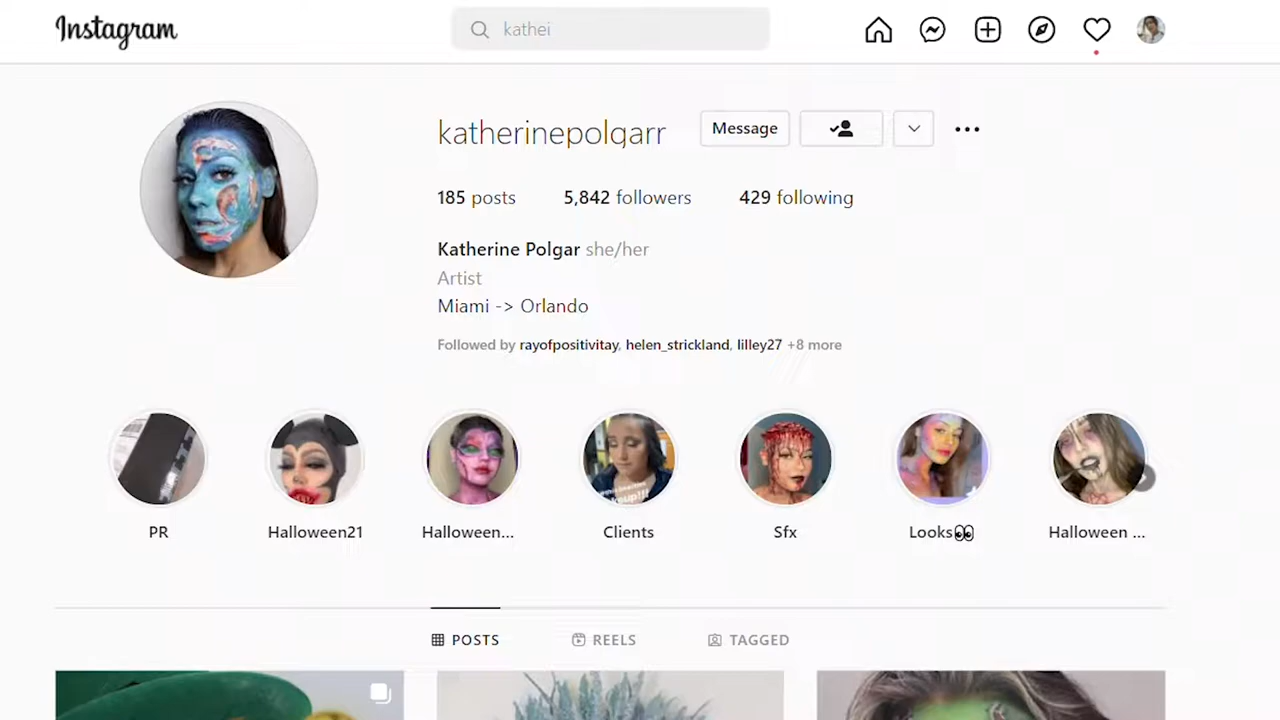 Instagram
kathei
katherinepolgarr
Message
185 posts 5,842 followers 429 following
Katherine Polgar she/her
Artist
Miami -> Orlando
Followed by rayofpositivitay, helen_strickland, lilley27 +8 more
PR Halloween21 Halloween... Clients Sfx Looks👀 Halloween ...
POSTS REELS TAGGED